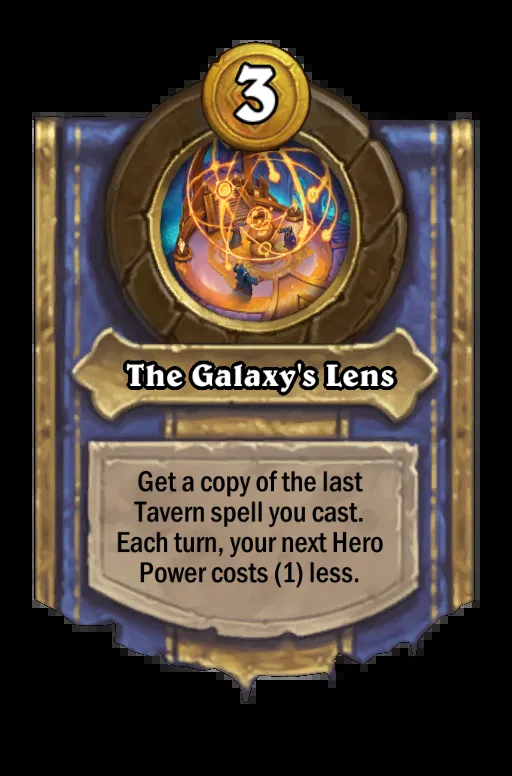 3
The Galaxy's Lens
Get a copy of the last
Tavern spell you cast.
Each turn, your next Hero
Power costs (1) less.